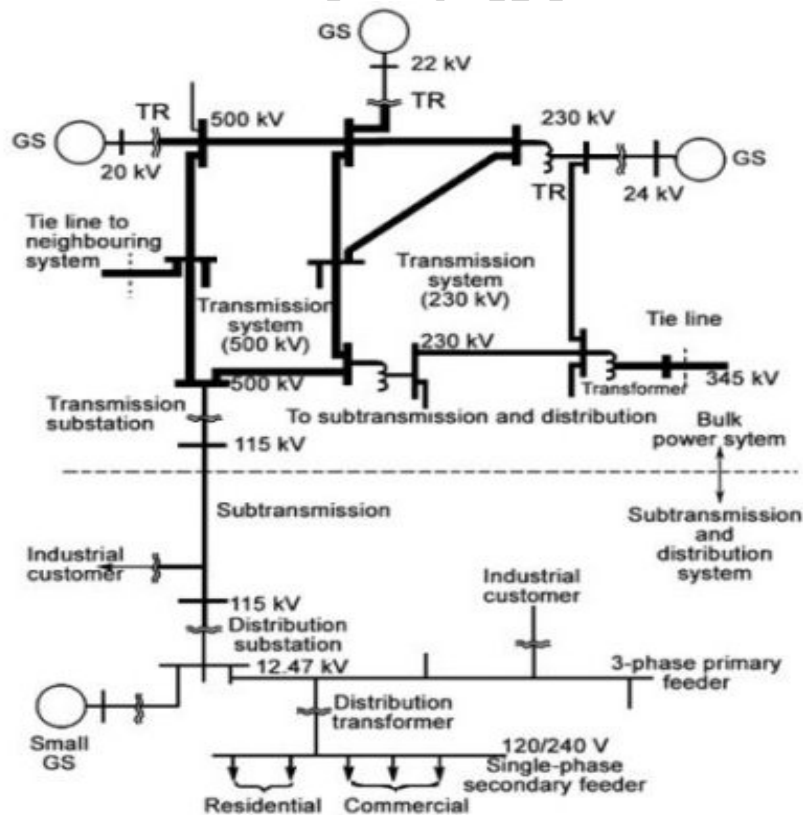 GS
22 kV
TR
TR
500 kV
230 kV
GS
20 kV
TR
24 kV
GS
Tie line to
neighbouring
system
Transmission
system
(500 kV)
Transmission
system
(230 kV)
Tie line
230 kV
500 kV
Transformer
345 kV
Transmission
substation
To subtransmission and distribution
Bulk
power sytem
115 kV
Subtransmission
Subtransmission
and
distribution
system
Industrial
customer
Industrial
customer
115 kV
Distribution
substation
12.47 kV
3-phase primary
feeder
Distribution
transformer
Small
GS
120/240 V
Single-phase
secondary feeder
Residential
Commercial